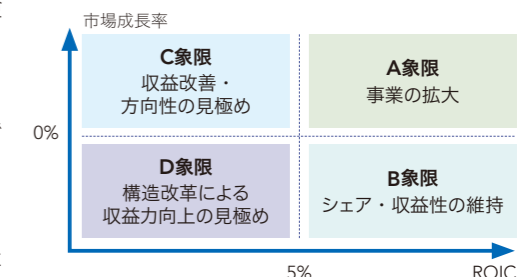 市場成長率
C象限
収益改善・
方向性の見極め
A象限
事業の拡大
0%
D象限
構造改革による
収益力向上の見極め
B象限
シェア・収益性の維持
5%
ROIC